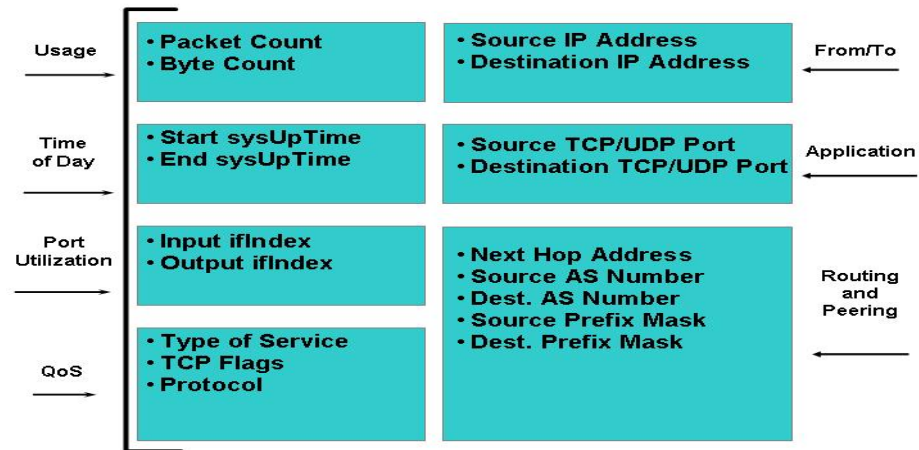 Usage
• Packet Count
• Byte Count
• Source IP Address
• Destination IP Address
From/To
Time
of Day
• Start sysUpTime
• End sysUpTime
• Source TCP/UDP Port
• Destination TCP/UDP Port
Application
Port
Utilization
• Input ifIndex
• Output ifIndex
• Next Hop Address
• Source AS Number
• Dest. AS Number
• Source Prefix Mask
• Dest. Prefix Mask
Routing
and
Peering
QoS
• Type of Service
• TCP Flags
• Protocol